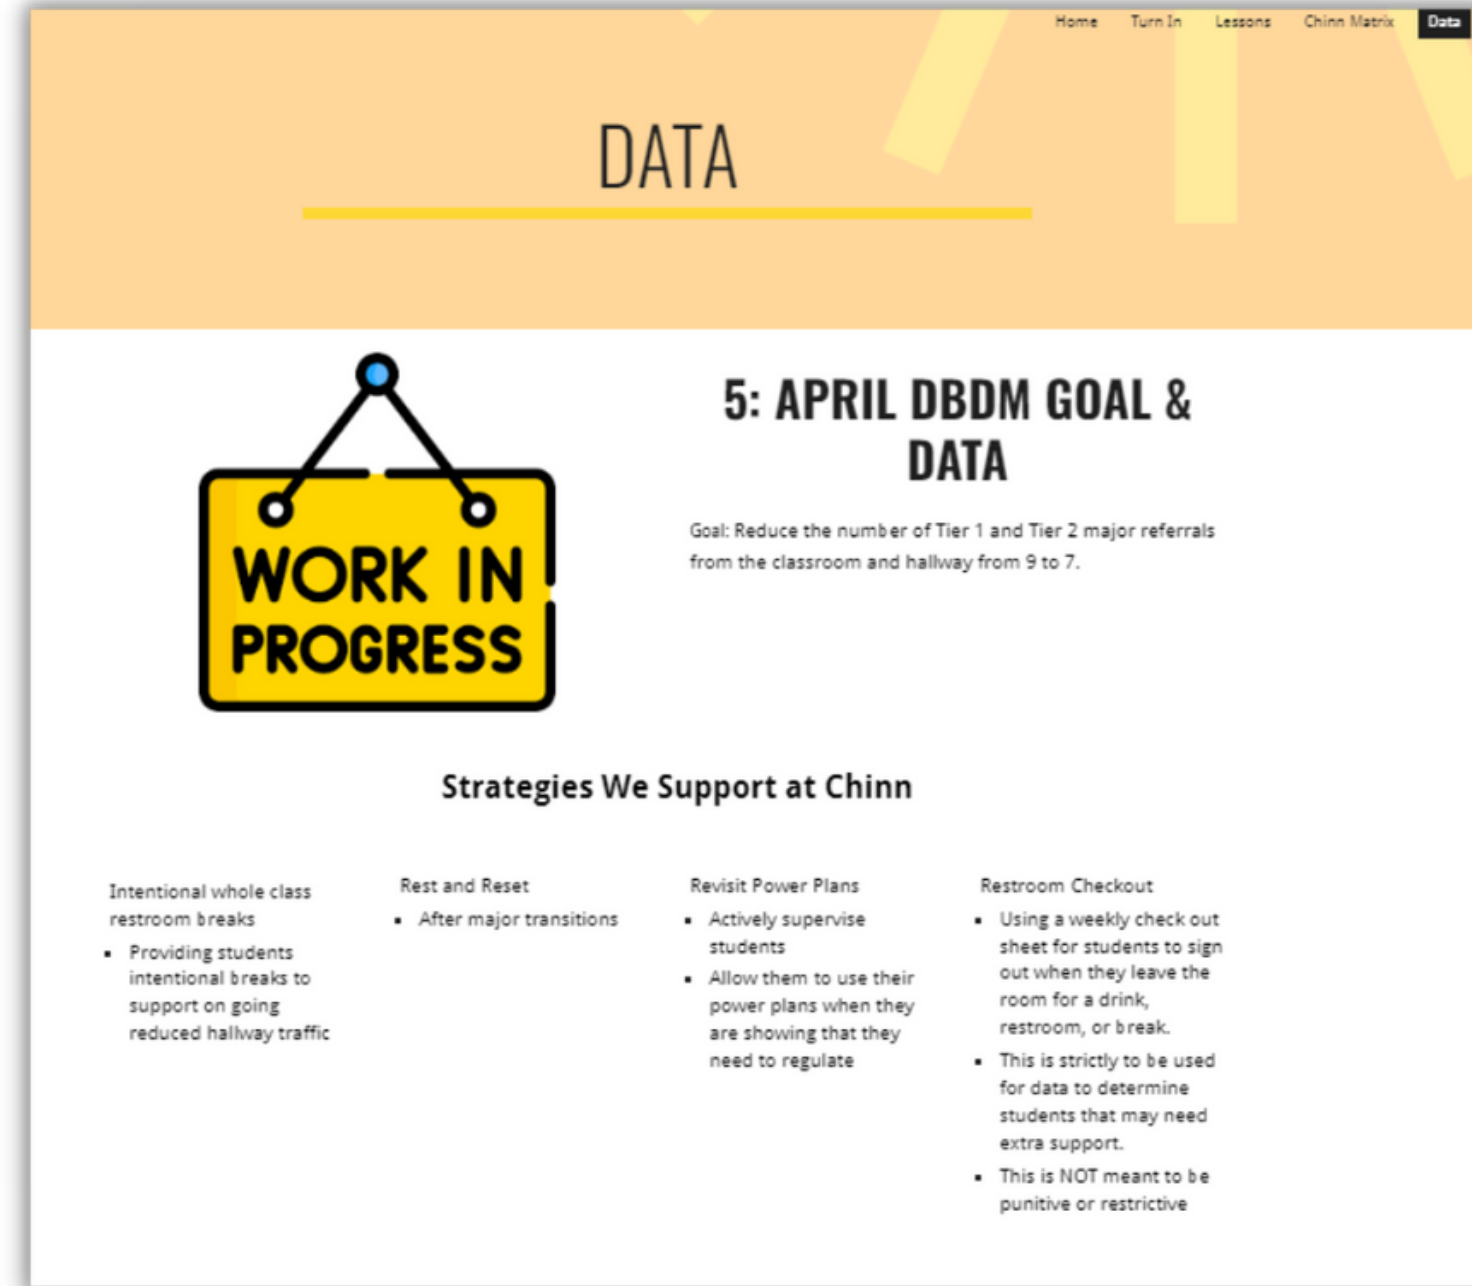 Home Turn In Lessons Chinn Matrix Data
DATA
WORK IN
PROGRESS
5: APRIL DBDM GOAL &
DATA
Goal: Reduce the number of Tier 1 and Tier 2 major referrals
from the classroom and hallway from 9 to 7.
Strategies We Support at Chinn
Intentional whole class
restroom breaks
▪ Providing students
intentional breaks to
support on going
reduced hallway traffic
Rest and Reset
▪ After major transitions
Revisit Power Plans
▪ Actively supervise
students
▪ Allow them to use their
power plans when they
are showing that they
need to regulate
Restroom Checkout
▪ Using a weekly check out
sheet for students to sign
out when they leave the
room for a drink,
restroom, or break.
▪ This is strictly to be used
for data to determine
students that may need
extra support.
▪ This is NOT meant to be
punitive or restrictive